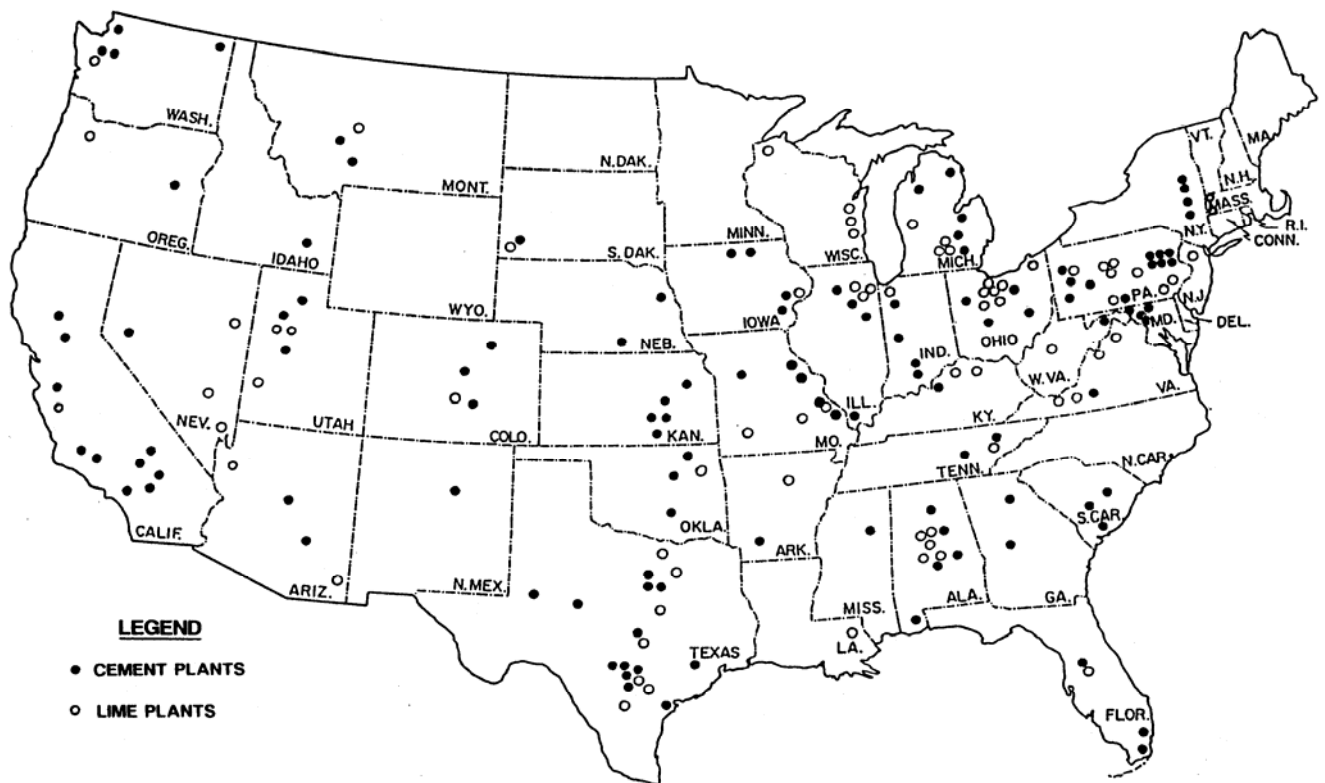 WASH.
MONT.
N.DAK.
OREG.
IDAHO
WYO.
S.DAK.
MINN.
WISC.
MICH.
VT.
MA.
N.H.
MASS.
R.I.
CONN.
N.Y.
N.J.
PA.
DEL.
MD.
NEB.
IOWA
ILL.
IND.
OHIO
W.VA.
VA.
KY.
NEV.
UTAH
COLO.
KAN.
MO.
CALIF.
ARIZ.
N.MEX.
OKLA.
ARK.
TENN.
N.CAR.
S.CAR.
MISS.
ALA.
GA.
LA.
TEXAS
FLOR.
LEGEND
● CEMENT PLANTS
○ LIME PLANTS